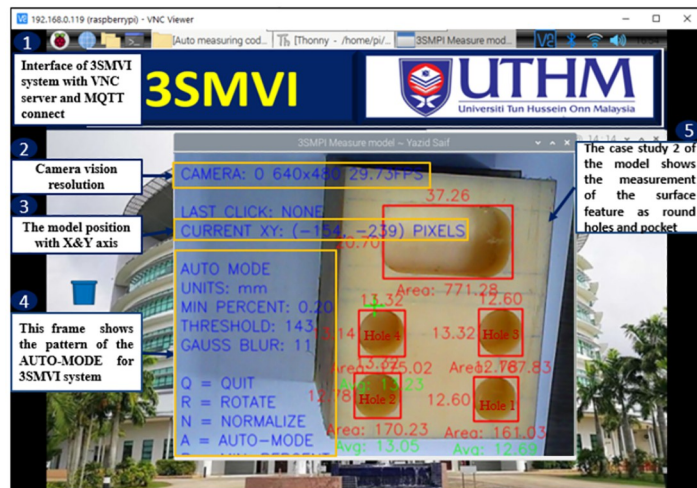 192.168.0.119 (raspberrypi) - VNC Viewer
1
[Auto measuring cod...
[Thonny - /home/pi/...
3SMPI Measure mod...
Interface of 3SMVI
system with VNC
server and MQTT
connect
3SMVI
UTHM
Universiti Tun Hussein Onn Malaysia
3SMPI Measure model ~ Yazid Saif
2
Camera vision
resolution
3
The model position
with X&Y axis
4
This frame shows
the pattern of the
AUTO-MODE for
3SMVI system
5
The case study 2 of
the model shows
the measurement
of the surface
feature as round
holes and pocket
CAMERA: 0 640x480 29.73FPS
LAST CLICK: NONE
CURRENT XY: (-154, -239) PIXELS
AUTO MODE
UNITS: mm
MIN PERCENT: 0.20
THRESHOLD: 143
GAUSS BLUR: 11
Q = QUIT
R = ROTATE
N = NORMALIZE
A = AUTO-MODE
37.26
Area: 771.28
13.32
12.60
Hole 4
13.32
Hole 3
Avg: 13.23
12.78
Hole 2
12.60
Hole 1
Area: 170.23
Area: 161.03
Avg: 13.05
Avg: 12.69